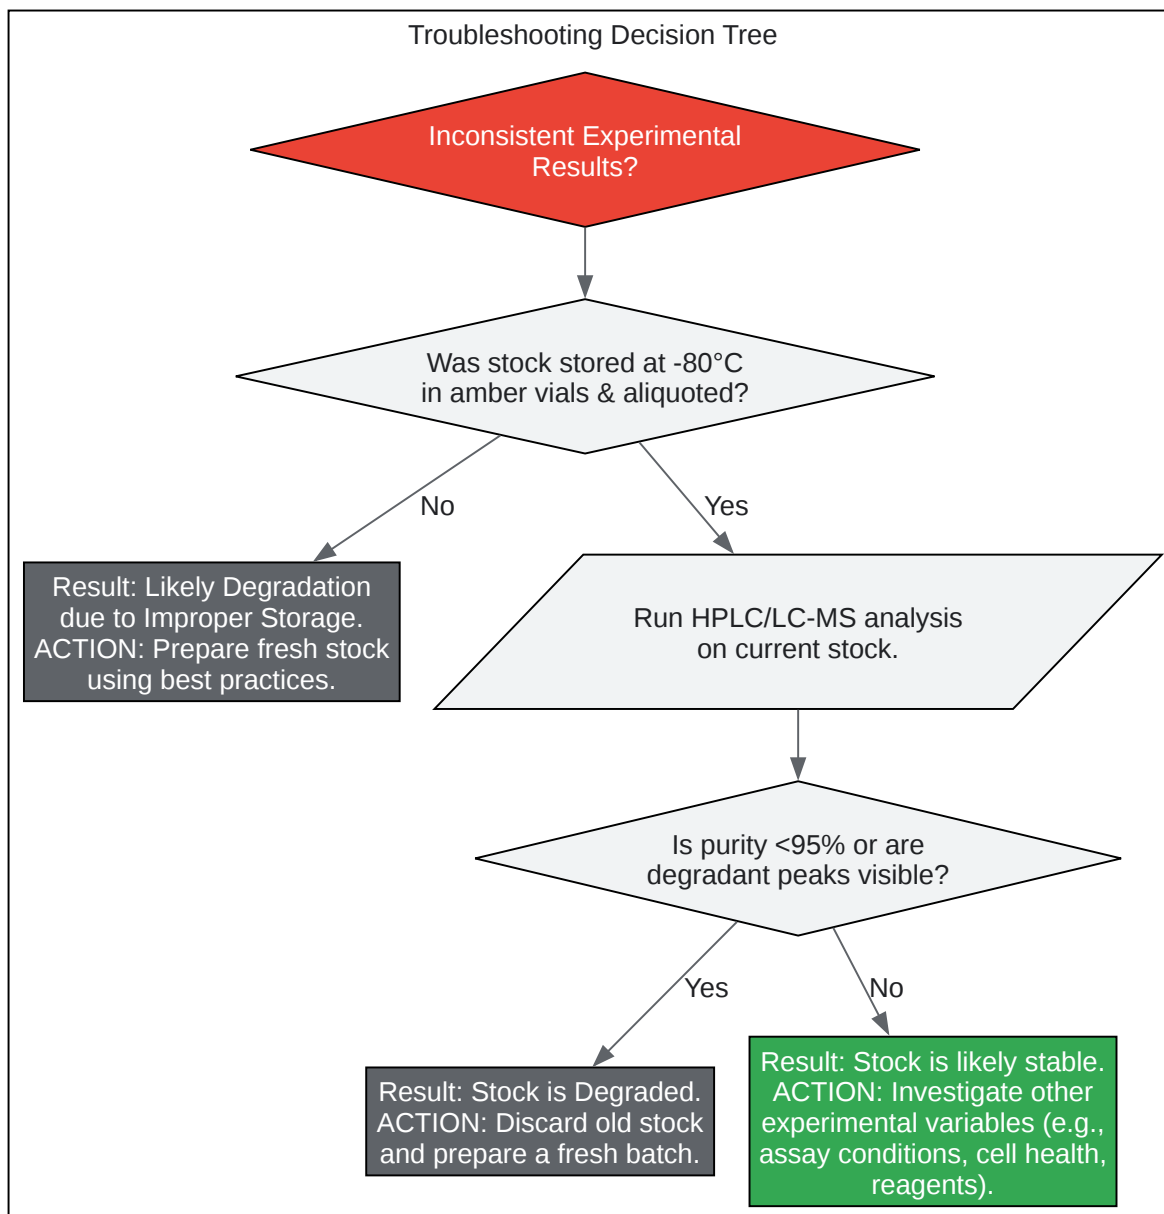 Troubleshooting Decision Tree
Inconsistent Experimental
Results?
Was stock stored at -80°C
in amber vials & aliquoted?
No
Yes
Result: Likely Degradation
due to Improper Storage.
ACTION: Prepare fresh stock
using best practices.
Run HPLC/LC-MS analysis
on current stock.
Is purity <95% or are
degradant peaks visible?
Yes
No
Result: Stock is Degraded.
ACTION: Discard old stock
and prepare a fresh batch.
Result: Stock is likely stable.
ACTION: Investigate other
experimental variables (e.g.,
assay conditions, cell health,
reagents).